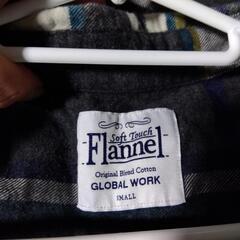 Soft Touch
Flannel
Original Blend Cotton
GLOBAL WORK
SMALL